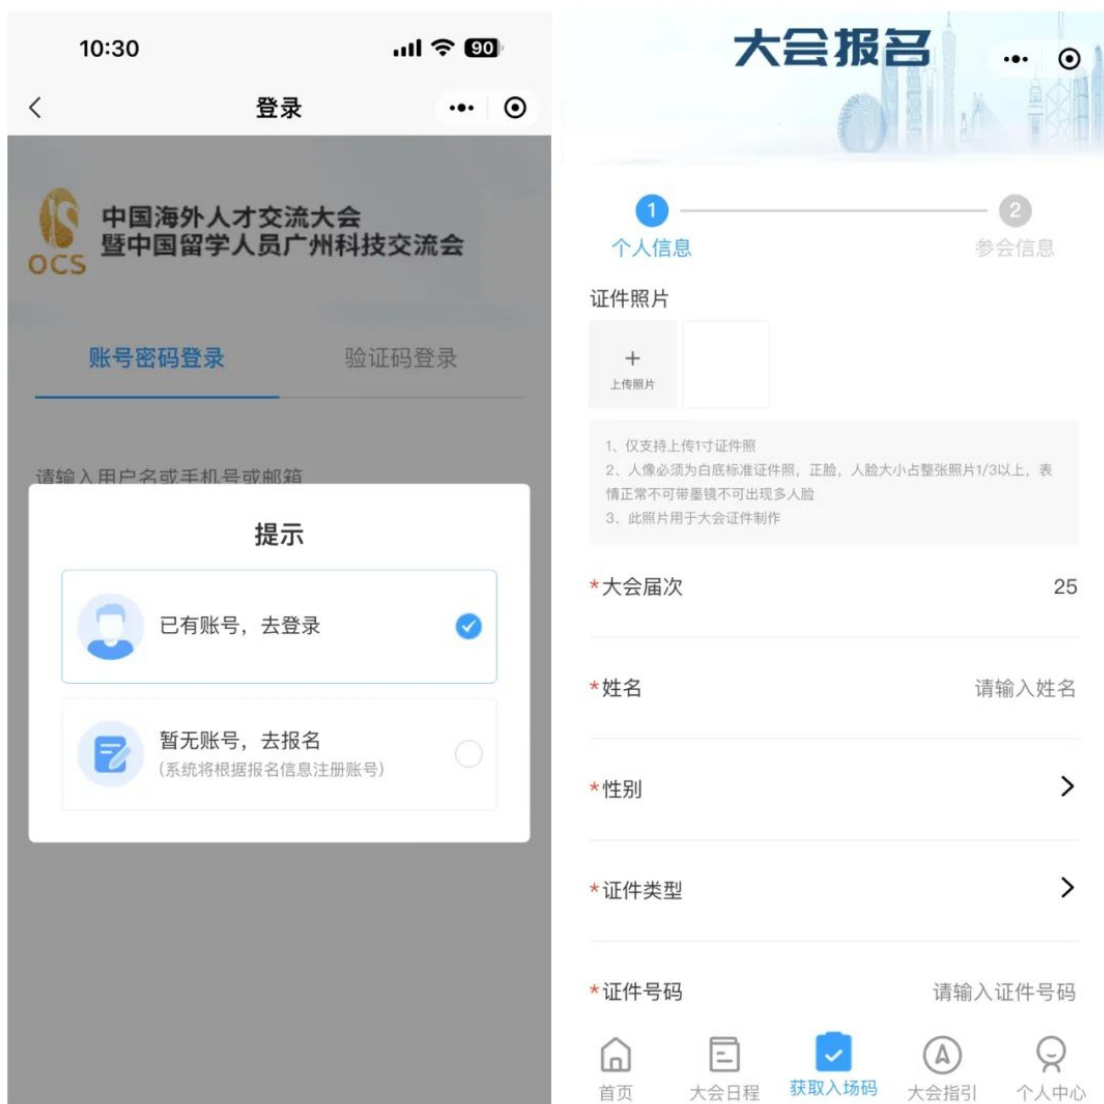 10:30
90
登录
OCS
中国海外人才交流大会
暨中国留学人员广州科技交流会
账号密码登录
验证码登录
请输入用户名或手机号或邮箱
提示
已有账号，去登录
暂无账号，去报名
(系统将根据报名信息注册账号)
大会报名
1
2
个人信息
参会信息
证件照片
+
上传照片
1、仅支持上传1寸证件照
2、人像必须为白底标准证件照，正脸，人脸大小占整张照片1/3以上，表
情正常不可带墨镜不可出现多人脸
3、此照片用于大会证件制作
*大会届次 25
*姓名 请输入姓名
*性别
*证件类型
*证件号码 请输入证件号码
首页
大会日程
获取入场码
大会指引
个人中心